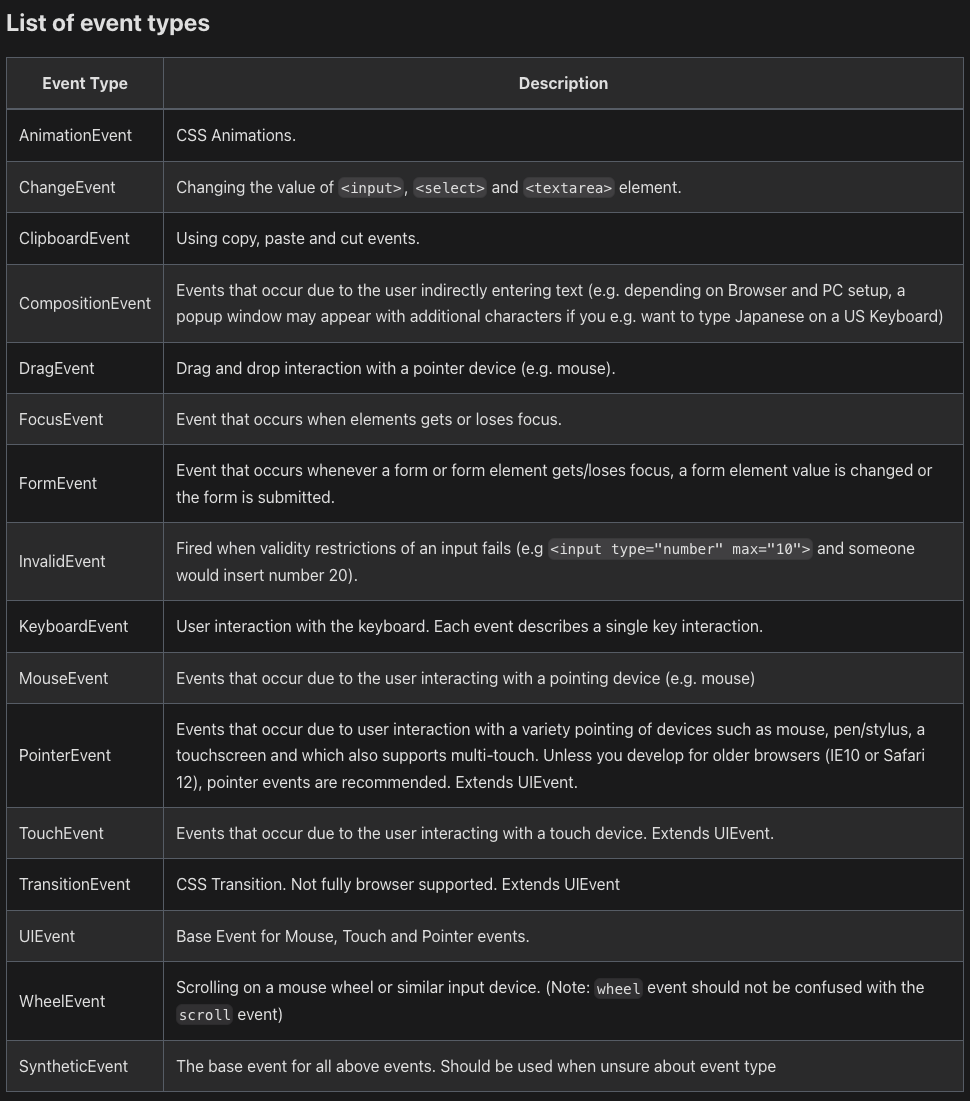 List of event types
Event Type Description
AnimationEvent CSS Animations.
ChangeEvent Changing the value of <input>, <select> and <textarea> element.
ClipboardEvent Using copy, paste and cut events.
CompositionEvent Events that occur due to the user indirectly entering text (e.g. depending on Browser and PC setup, a
popup window may appear with additional characters if you e.g. want to type Japanese on a US Keyboard)
DragEvent Drag and drop interaction with a pointer device (e.g. mouse).
FocusEvent Event that occurs when elements gets or loses focus.
FormEvent Event that occurs whenever a form or form element gets/loses focus, a form element value is changed or
the form is submitted.
InvalidEvent Fired when validity restrictions of an input fails (e.g <input type="number" max="10"> and someone
would insert number 20).
KeyboardEvent User interaction with the keyboard. Each event describes a single key interaction.
MouseEvent Events that occur due to the user interacting with a pointing device (e.g. mouse)
PointerEvent Events that occur due to user interaction with a variety pointing of devices such as mouse, pen/stylus, a
touchscreen and which also supports multi-touch. Unless you develop for older browsers (IE10 or Safari
12), pointer events are recommended. Extends UIEvent.
TouchEvent Events that occur due to the user interacting with a touch device. Extends UIEvent.
TransitionEvent CSS Transition. Not fully browser supported. Extends UIEvent
UIEvent Base Event for Mouse, Touch and Pointer events.
WheelEvent Scrolling on a mouse wheel or similar input device. (Note: wheel event should not be confused with the
scroll event)
SyntheticEvent The base event for all above events. Should be used when unsure about event type